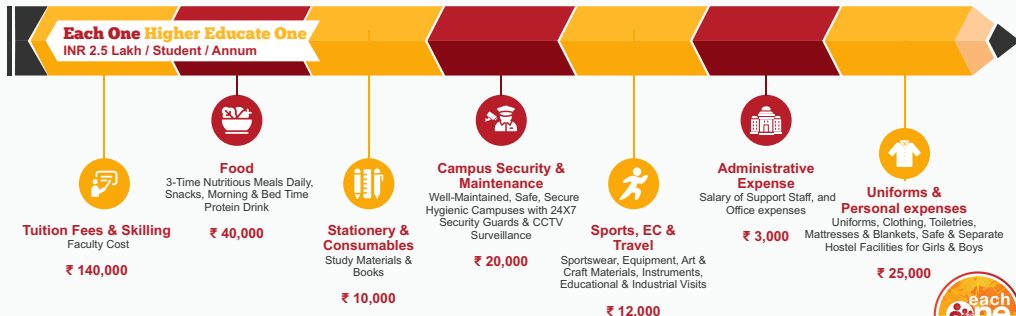 Each One Higher Educate One
INR 2.5 Lakh / Student / Annum
Tuition Fees & Skilling
Faculty Cost
₹ 140,000
Food
3-Time Nutritious Meals Daily,
Snacks, Morning & Bed Time
Protein Drink
₹ 40,000
Stationery &
Consumables
Study Materials &
Books
₹ 10,000
Campus Security &
Maintenance
Well-Maintained, Safe, Secure
Hygienic Campuses with 24X7
Security Guards & CCTV
Surveillance
₹ 20,000
Sports, EC &
Travel
Sportswear, Equipment, Art &
Craft Materials, Instruments,
Educational & Industrial Visits
₹ 12,000
Administrative
Expense
Salary of Support Staff, and
Office expenses
₹ 3,000
Uniforms &
Personal expenses
Uniforms, Clothing, Toiletries,
Mattresses & Blankets, Safe & Separate
Hostel Facilities for Girls & Boys
₹ 25,000
each